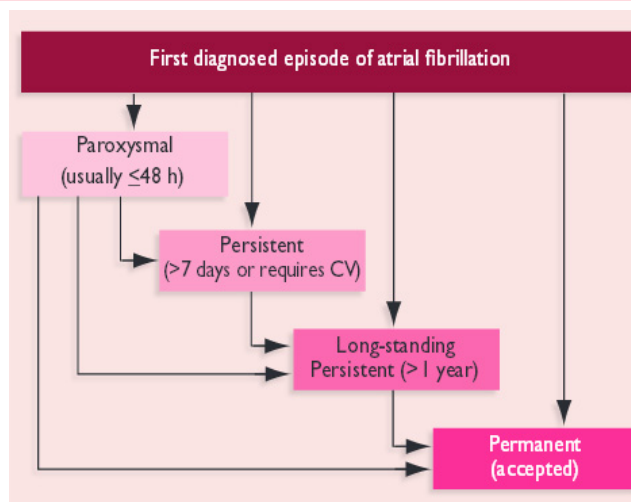 First diagnosed episode of atrial fibrillation
Paroxysmal
(usually ≤48 h)
Persistent
(>7 days or requires CV)
Long-standing
Persistent (>1 year)
Permanent
(accepted)